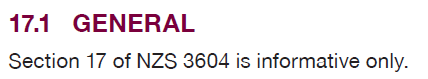 17.1 GENERAL
Section 17 of NZS 3604 is informative only.